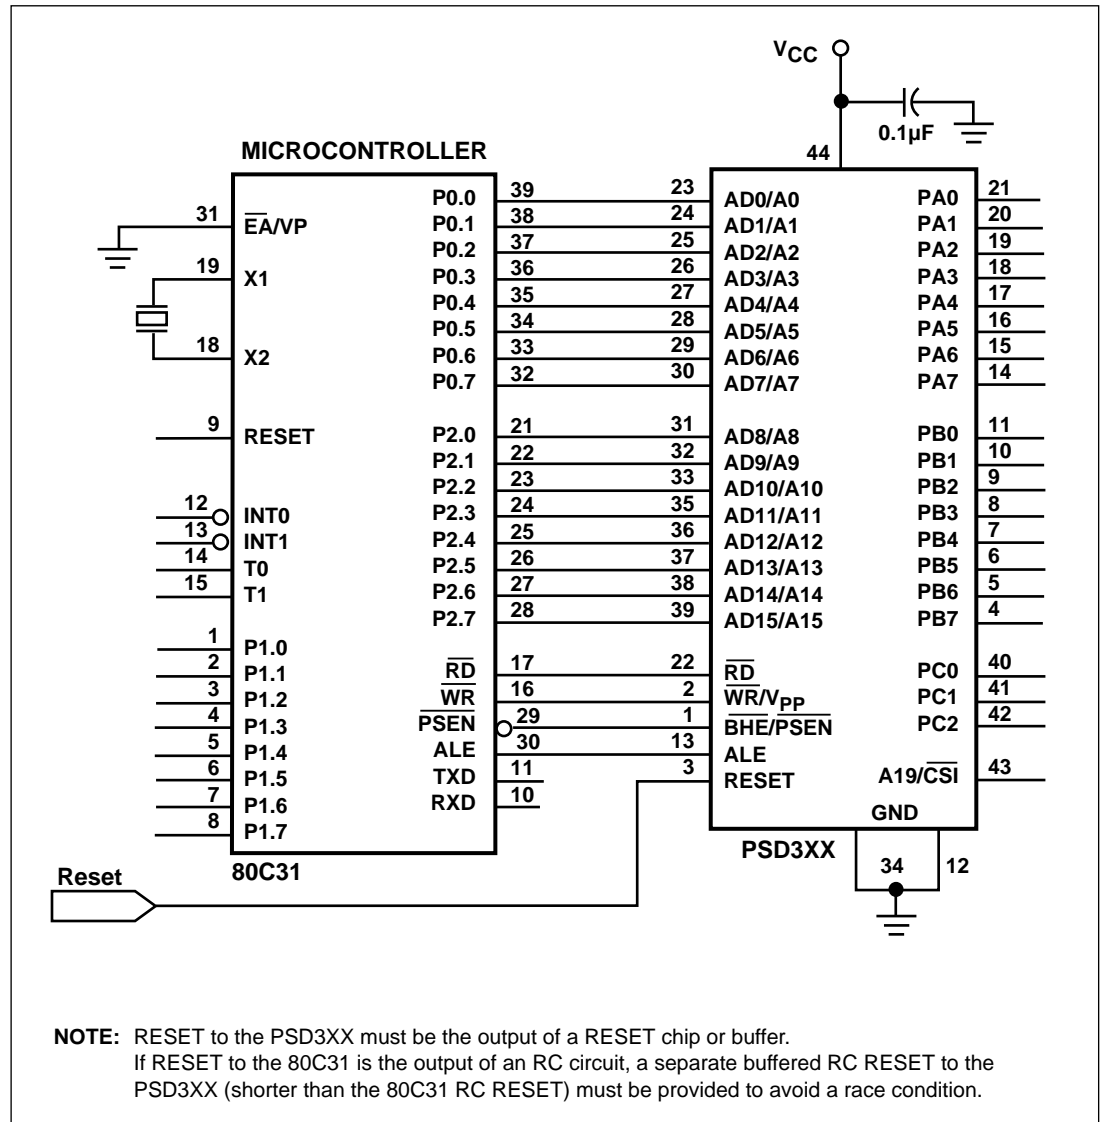 VCC
0.1µF
44
MICROCONTROLLER
31 EA/VP
19 X1
18 X2
9 RESET
12 INT0
13 INT1
14 T0
15 T1
1 P1.0
2 P1.1
3 P1.2
4 P1.3
5 P1.4
6 P1.5
7 P1.6
8 P1.7
P0.0 39
P0.1 38
P0.2 37
P0.3 36
P0.4 35
P0.5 34
P0.6 33
P0.7 32
P2.0 21
P2.1 22
P2.2 23
P2.3 24
P2.4 25
P2.5 26
P2.6 27
P2.7 28
RD 17
WR 16
PSEN 29
ALE 30
TXD 11
RXD 10
80C31
23 AD0/A0
24 AD1/A1
25 AD2/A2
26 AD3/A3
27 AD4/A4
28 AD5/A5
29 AD6/A6
30 AD7/A7
31 AD8/A8
32 AD9/A9
33 AD10/A10
35 AD11/A11
36 AD12/A12
37 AD13/A13
38 AD14/A14
39 AD15/A15
22 RD
2 WR/VPP
1 BHE/PSEN
13 ALE
3 RESET
PA0 21
PA1 20
PA2 19
PA3 18
PA4 17
PA5 16
PA6 15
PA7 14
PB0 11
PB1 10
PB2 9
PB3 8
PB4 7
PB5 6
PB6 5
PB7 4
PC0 40
PC1 41
PC2 42
A19/CSI 43
GND
PSD3XX
34 12
Reset
NOTE: RESET to the PSD3XX must be the output of a RESET chip or buffer.
If RESET to the 80C31 is the output of an RC circuit, a separate buffered RC RESET to the
PSD3XX (shorter than the 80C31 RC RESET) must be provided to avoid a race condition.